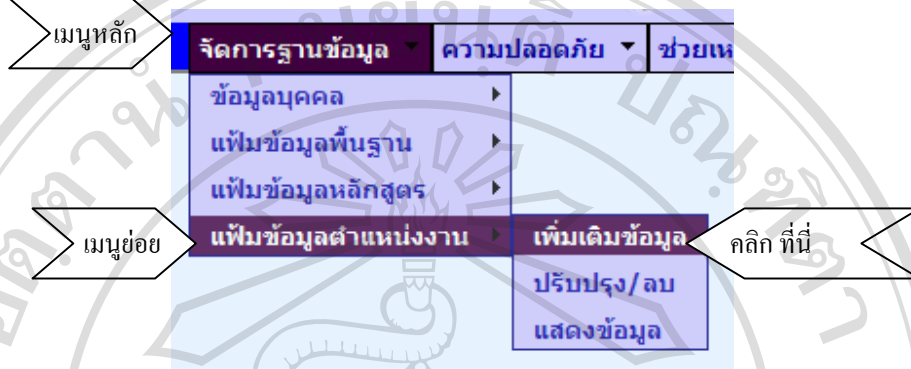 เมนูหลัก
จัดการฐานข้อมูล ความปลอดภัย ช่วยเห
ข้อมูลบุคคล
แฟ้มข้อมูลพื้นฐาน
แฟ้มข้อมูลหลักสูตร
เมนูย่อย แฟ้มข้อมูลตำแหน่งงาน เพิ่มเติมข้อมูล คลิก ที่นี่
ปรับปรุง/ลบ
แสดงข้อมูล